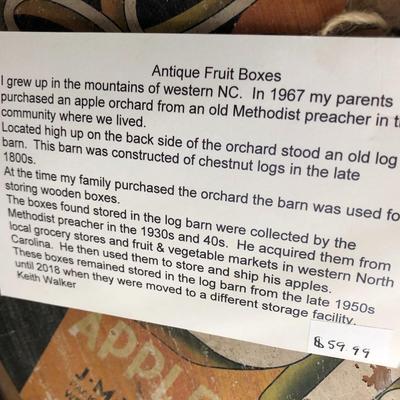 Antique Fruit Boxes
I grew up in the mountains of western NC. In 1967 my parents
purchased an apple orchard from an old Methodist preacher in
community where we lived.
Located high up on the back side of the orchard stood an old log
barn. This barn was constructed of chestnut logs in the late
1800s.
At the time my family purchased the orchard the barn was used fo
storing wooden boxes.
The boxes found stored in the log barn were collected by the
Methodist preacher in the 1930s and 40s. He acquired them from
local grocery stores and fruit & vegetable markets in western North
Carolina. He then used them to store and ship his apples.
These boxes remained stored in the log barn from the late 1950s
until 2018 when they were moved to a different storage facility.
Keith Walker
$59.99
APPLE
J.M.